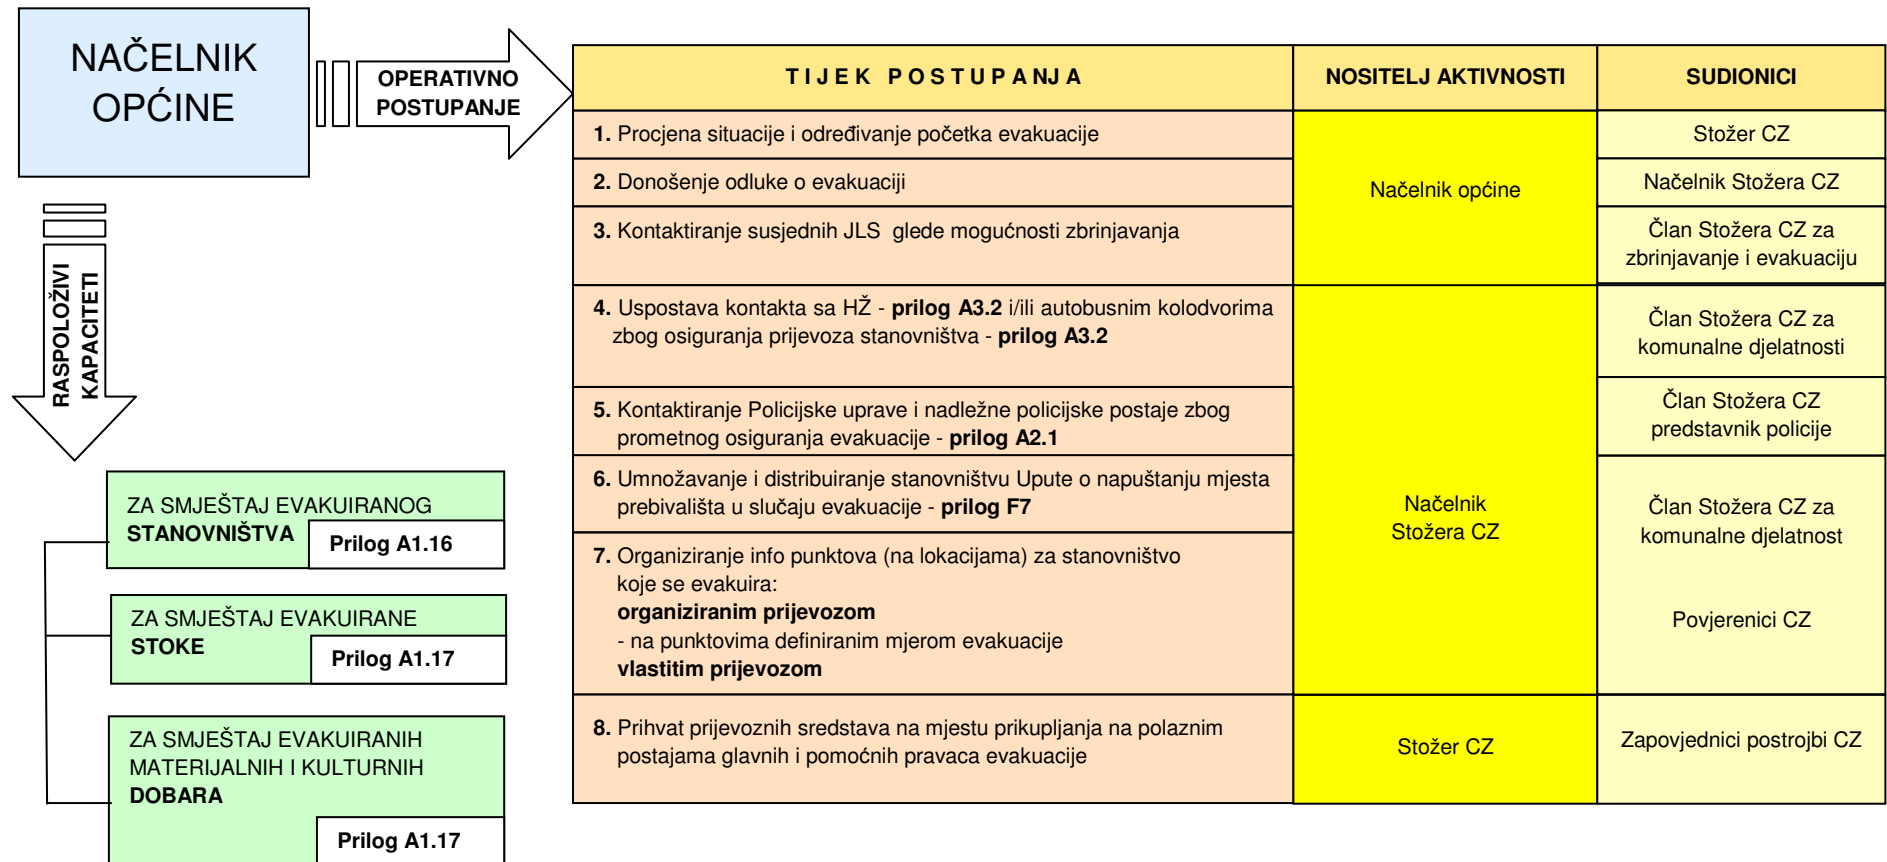 NAČELNIK
OPĆINE
OPERATIVNO
POSTUPANJE
RASPOLOŽIVI
KAPACITETI
ZA SMJEŠTAJ EVAKUIRANOG
STANOVNIŠTVA
Prilog A1.16
ZA SMJEŠTAJ EVAKUIRANE
STOKE
Prilog A1.17
ZA SMJEŠTAJ EVAKUIRANIH
MATERIJALNIH I KULTURNIH
DOBARA
Prilog A1.17
T I J E K P O S T U P A NJ A
NOSITELJ AKTIVNOSTI
SUDIONICI
1. Procjena situacije i određivanje početka evakuacije
Načelnik općine
Stožer CZ
2. Donošenje odluke o evakuaciji
Načelnik Stožera CZ
3. Kontaktiranje susjednih JLS glede mogućnosti zbrinjavanja
Član Stožera CZ za
zbrinjavanje i evakuaciju
4. Uspostava kontakta sa HŽ - prilog A3.2 i/ili autobusnim kolodvorima
zbog osiguranja prijevoza stanovništva - prilog A3.2
Načelnik
Stožera CZ
Član Stožera CZ za
komunalne djelatnosti
5. Kontaktiranje Policijske uprave i nadležne policijske postaje zbog
prometnog osiguranja evakuacije - prilog A2.1
Član Stožera CZ
predstavnik policije
6. Umnožavanje i distribuiranje stanovništvu Upute o napuštanju mjesta
prebivališta u slučaju evakuacije - prilog F7
Član Stožera CZ za
komunalne djelatnost
7. Organiziranje info punktova (na lokacijama) za stanovništvo
koje se evakuira:
organiziranim prijevozom
- na punktovima definiranim mjerom evakuacije
vlastitim prijevozom
Povjerenici CZ
8. Prihvat prijevoznih sredstava na mjestu prikupljanja na polaznim
postajama glavnih i pomoćnih pravaca evakuacije
Stožer CZ
Zapovjednici postrojbi CZ